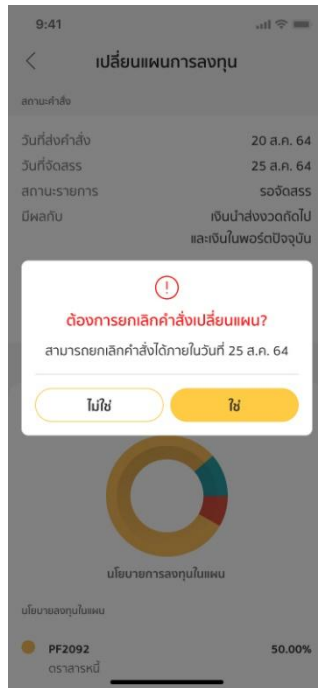 9:41
เปลี่ยนแผนการลงทุน
สถานะคำสั่ง
วันที่ส่งคำสั่ง 20 ส.ค. 64
วันที่จัดสรร 25 ส.ค. 64
สถานะรายการ รอจัดสรร
มีผลกับ เงินนำส่งงวดถัดไป
และเงินในพอร์ตปัจจุบัน
ต้องการยกเลิกคำสั่งเปลี่ยนแผน?
สามารถยกเลิกคำสั่งได้ภายในวันที่ 25 ส.ค. 64
ไม่ใช่ ใช่
นโยบายการลงทุนในแผน
นโยบายลงทุนในแผน
PF2092 50.00%
ตราสารหนี้